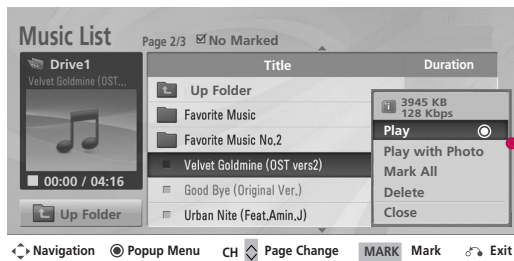 Music List Page 2/3 No Marked
Drive1
Velvet Goldmine (OST...
00:00 / 04:16
Up Folder
Title Duration
Up Folder
Favorite Music
Favorite Music No.2
Velvet Goldmine (OST vers2)
Good Bye (Original Ver.)
Urban Nite (Feat.Amin.J)
3945 KB
128 Kbps
Play
Play with Photo
Mark All
Delete
Close
Navigation Popup Menu CH Page Change MARK Mark Exit